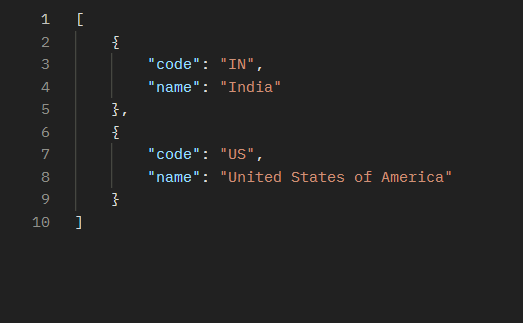 1 [
2     {
3         "code": "IN",
4         "name": "India"
5     },
6     {
7         "code": "US",
8         "name": "United States of America"
9     }
10 ]